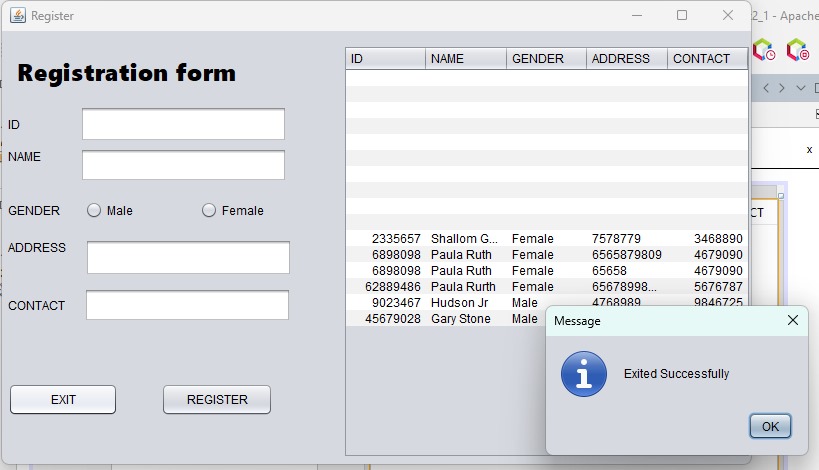 Register
2_1 - Apache
Registration form
ID
NAME
GENDER
Male
Female
ADDRESS
CONTACT
EXIT
REGISTER
ID NAME GENDER ADDRESS CONTACT
2335657 Shallom G... Female 7578779 3468890
6898098 Paula Ruth Female 6565879809 4679090
6898098 Paula Ruth Female 65658 4679090
62889486 Paula Rurth Female 65678998... 5676787
9023467 Hudson Jr Male 4768989 9846725
45679028 Gary Stone Male
x
CT
Message
Exited Successfully
OK